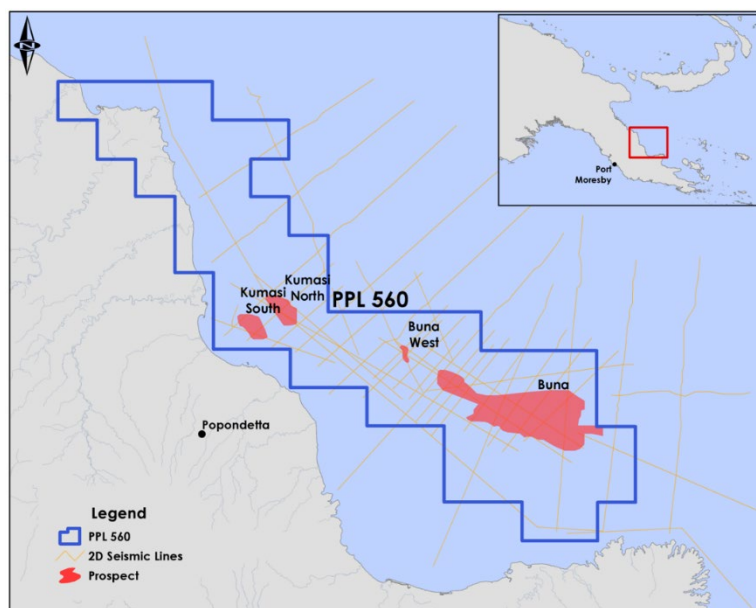 N
Port
Moresby
Kumasi
North
Kumasi
South
PPL 560
Buna
West
Buna
Popondetta
Legend
PPL 560
2D Seismic Lines
Prospect